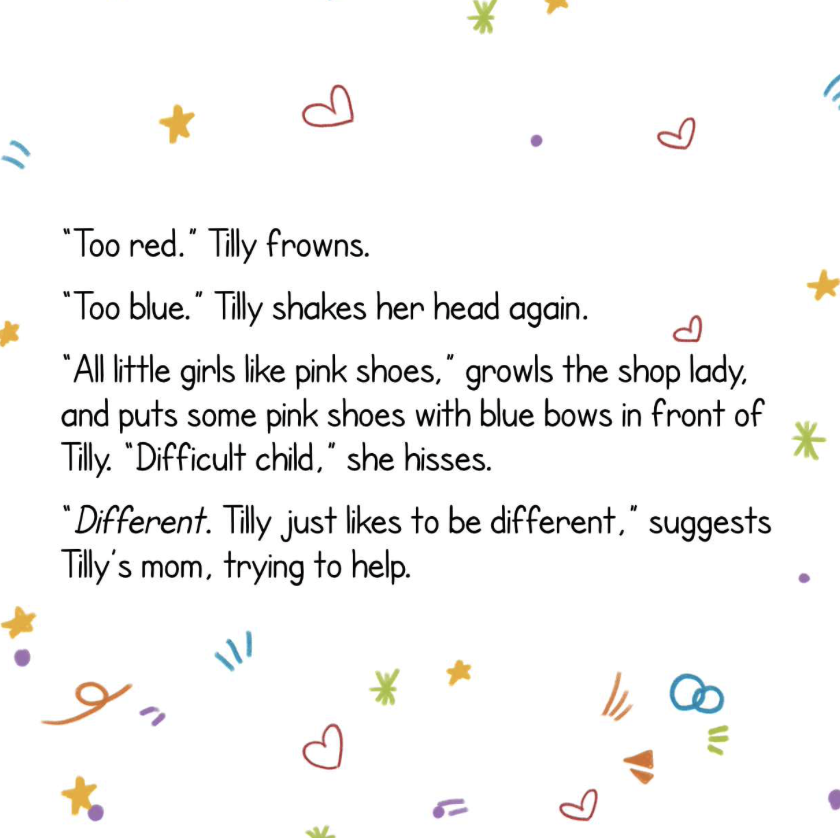 “Too red.” Tilly frowns.
“Too blue.” Tilly shakes her head again.
“All little girls like pink shoes,” growls the shop lady,
and puts some pink shoes with blue bows in front of
Tilly. “Difficult child,” she hisses.
“Different. Tilly just likes to be different,” suggests
Tilly’s mom, trying to help.